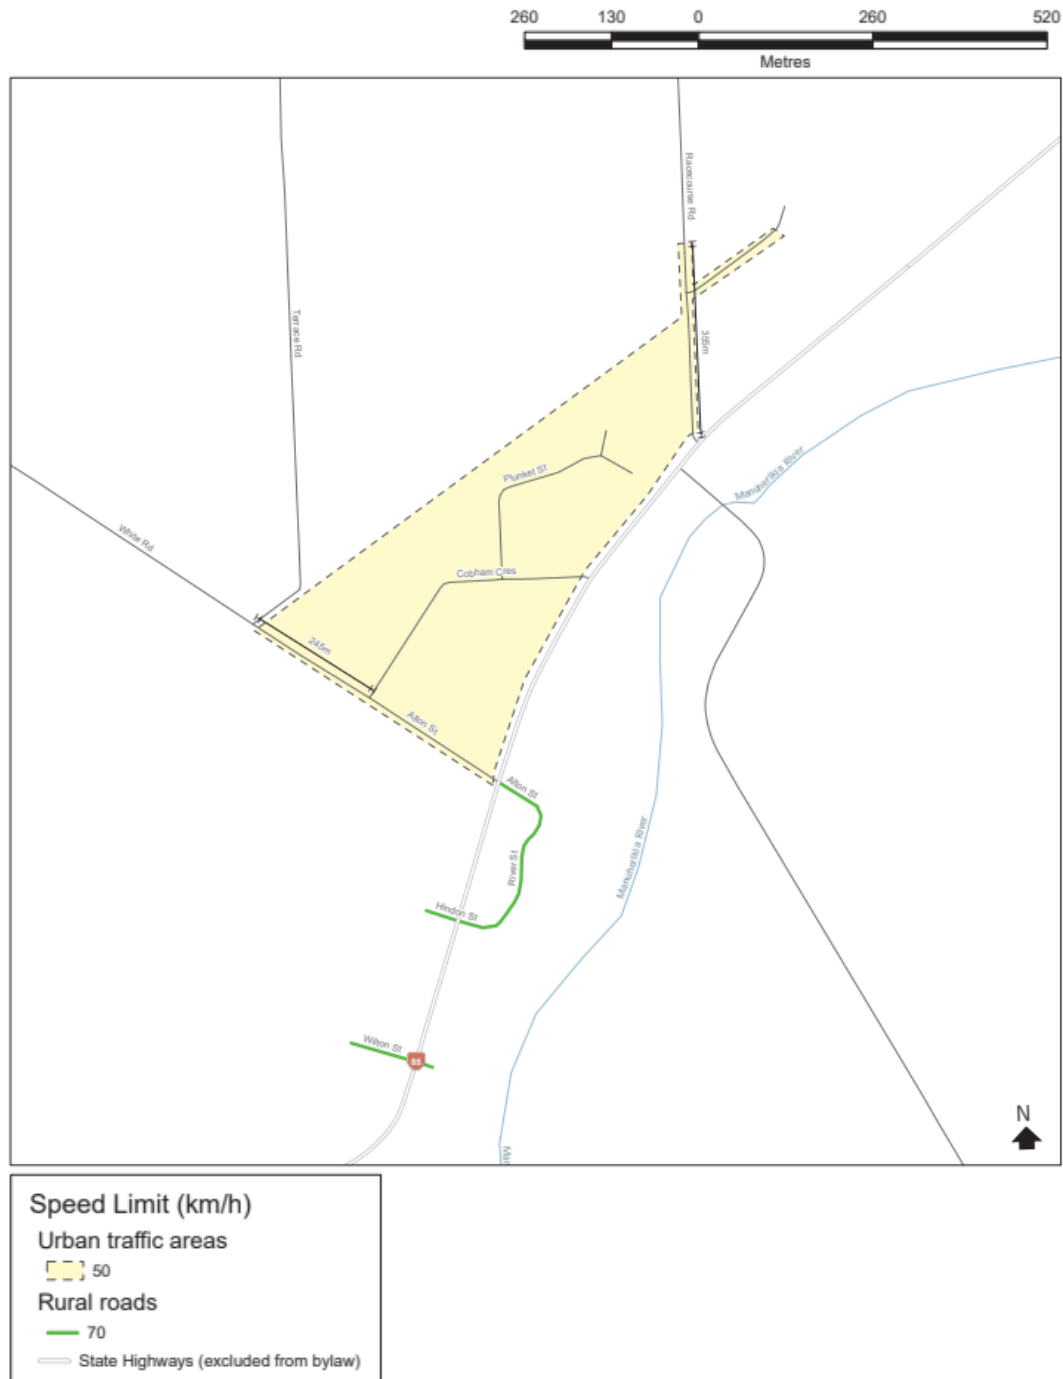 260 130 0 260 520
Metres
Racecourse Rd
Terrace Rd
395m
Plunket St
Manuherikia River
White Rd
Cobham Cres
245m
Alton St
Alton St
River St
Manuherikia River
Hindon St
Wilton St
85
N
Mar
Speed Limit (km/h)
Urban traffic areas
50
Rural roads
70
State Highways (excluded from bylaw)